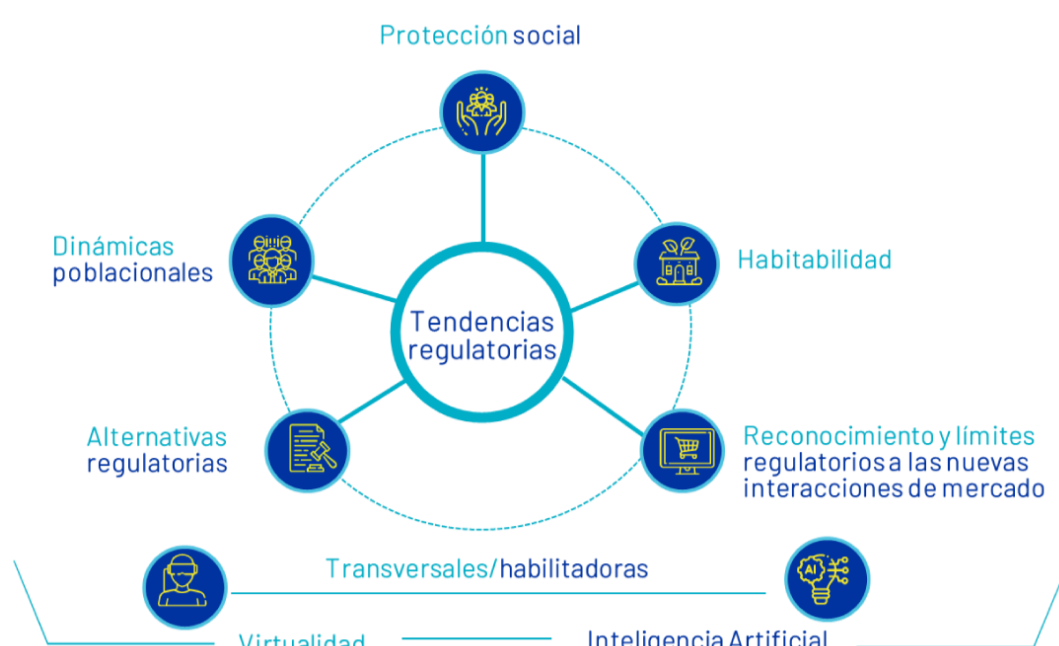 Protección social
Dinámicas
poblacionales
Habitabilidad
Tendencias
regulatorias
Alternativas
regulatorias
Reconocimiento y límites
regulatorios a las nuevas
interacciones de mercado
AI
Transversales/habilitadoras
Virtualidad
Inteligencia Artificial